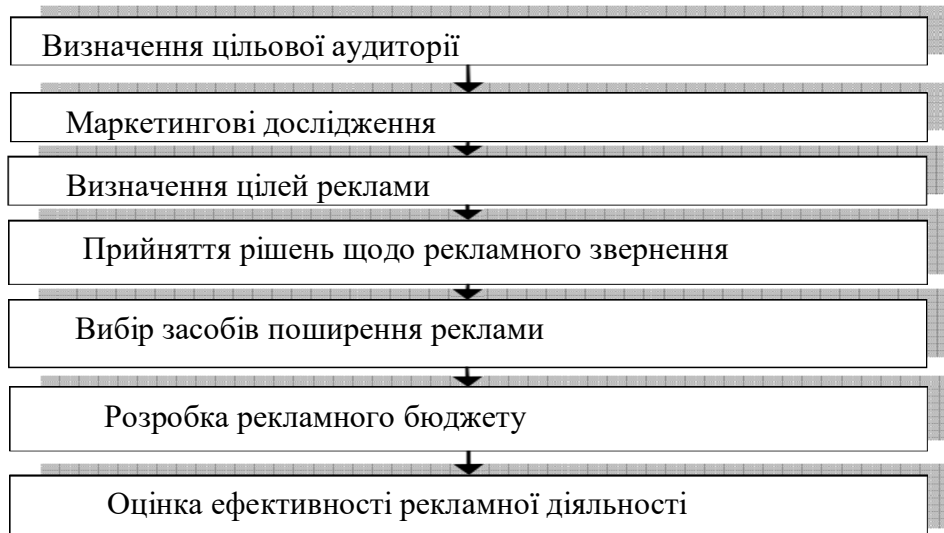 Визначення цільової аудиторії
Маркетингові дослідження
Визначення цілей реклами
Прийняття рішень щодо рекламного звернення
Вибір засобів поширення реклами
Розробка рекламного бюджету
Оцінка ефективності рекламної діяльності